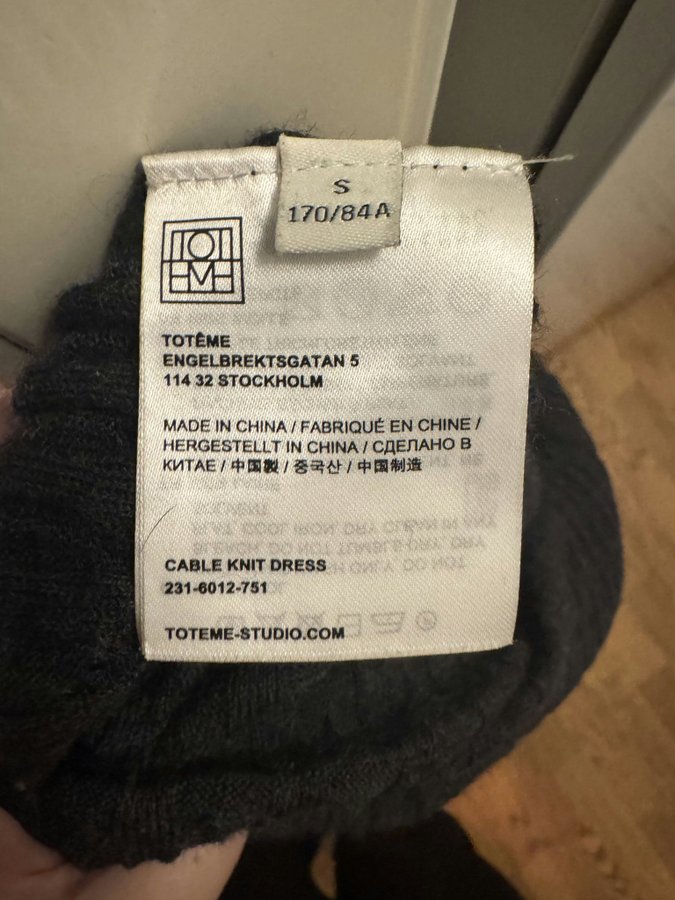 S
170/84A
TOTEME
TOTÊME
ENGELBREKTSGATAN 5
114 32 STOCKHOLM
MADE IN CHINA / FABRIQUÉ EN CHINE /
HERGESTELLT IN CHINA / СДЕЛАНО В
КИТАЕ / 中国製 / 중국산 / 中国制造
CABLE KNIT DRESS
231-6012-751
TOTEME-STUDIO.COM